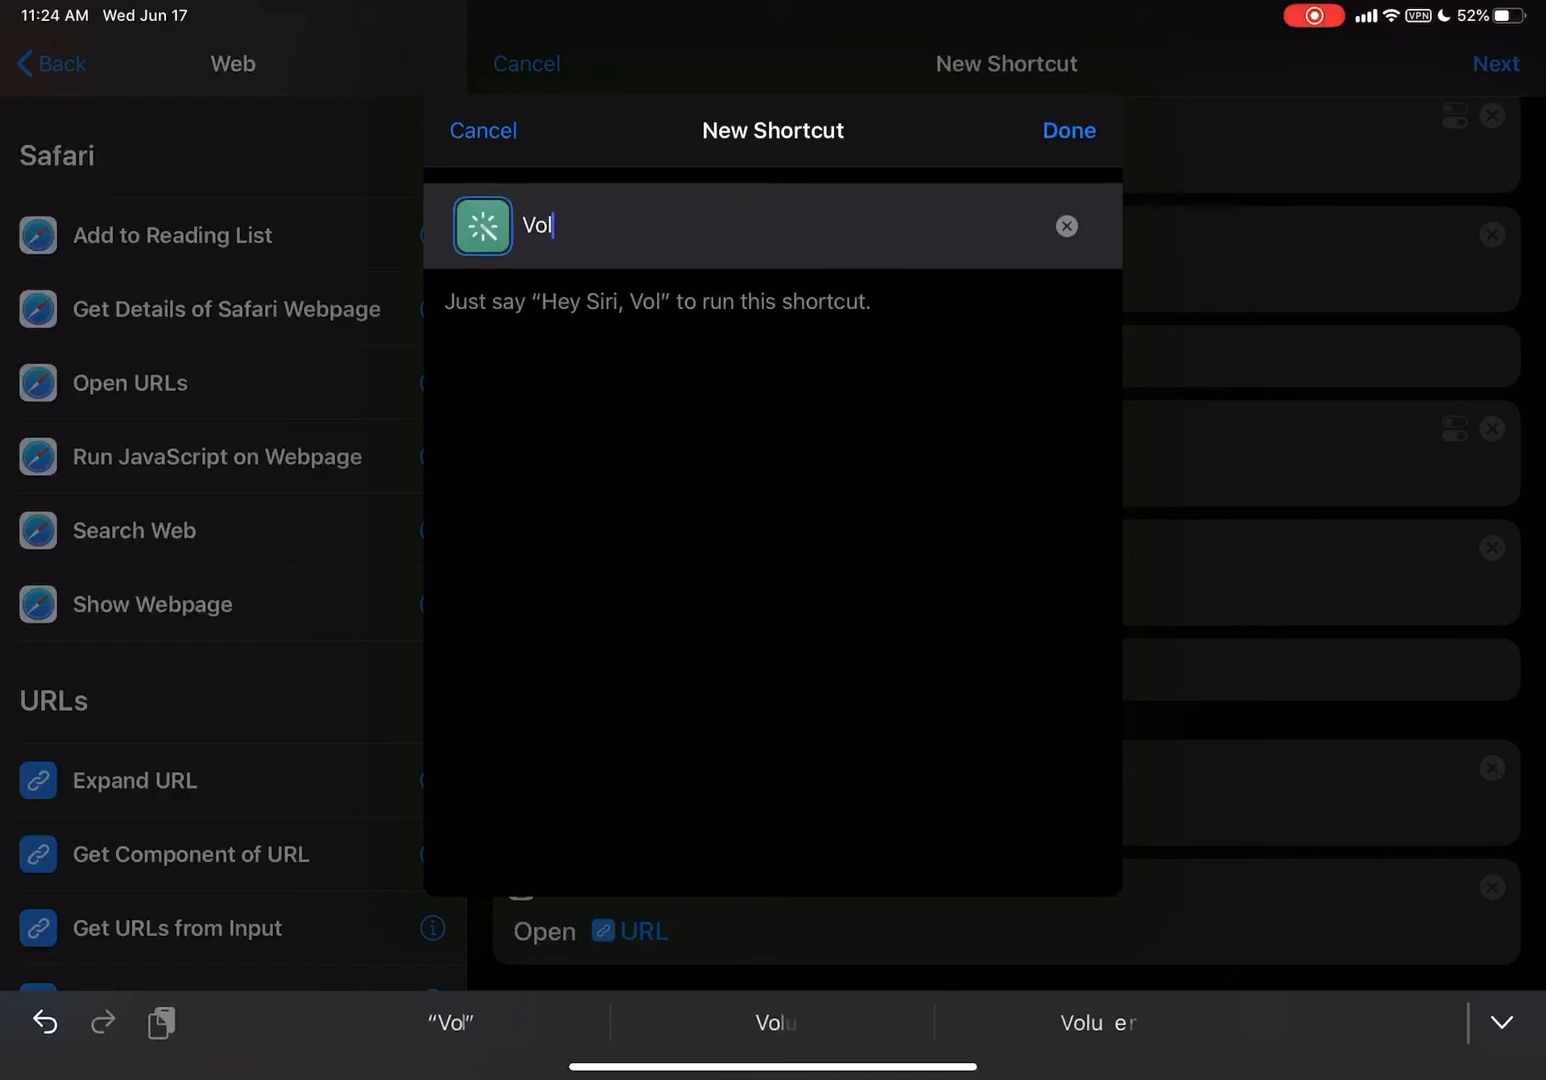 11:24 AM Wed Jun 17
VPN 52%
Back Web
Cancel New Shortcut Next
Safari
Add to Reading List
Get Details of Safari Webpage
Open URLs
Run JavaScript on Webpage
Search Web
Show Webpage
URLs
Expand URL
Get Component of URL
Get URLs from Input
Cancel New Shortcut Done
Vol
Just say “Hey Siri, Vol” to run this shortcut.
Open URL
“Vol” Volu